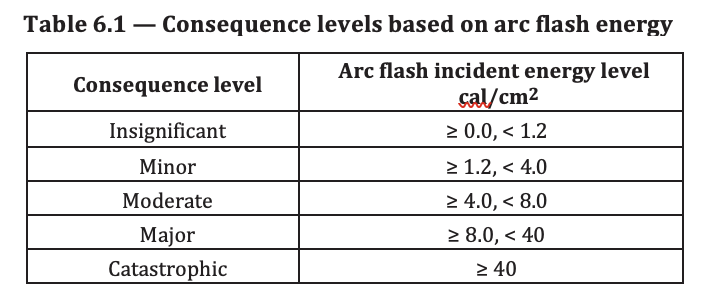 Table 6.1 — Consequence levels based on arc flash energy
Consequence level
Arc flash incident energy level
cal/cm²
Insignificant ≥ 0.0, < 1.2
Minor ≥ 1.2, < 4.0
Moderate ≥ 4.0, < 8.0
Major ≥ 8.0, < 40
Catastrophic ≥ 40